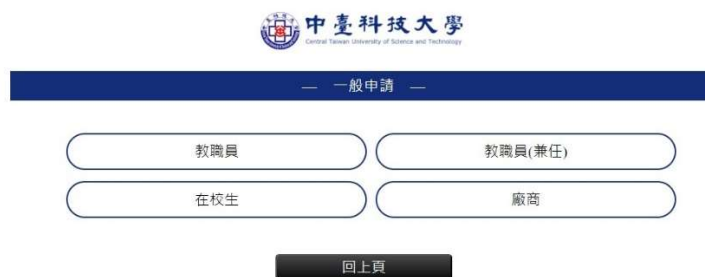 中臺科技大學
Central Taiwan University of Science and Technology
— 一般申請 —
教職員
教職員(兼任)
在校生
廠商
回上頁